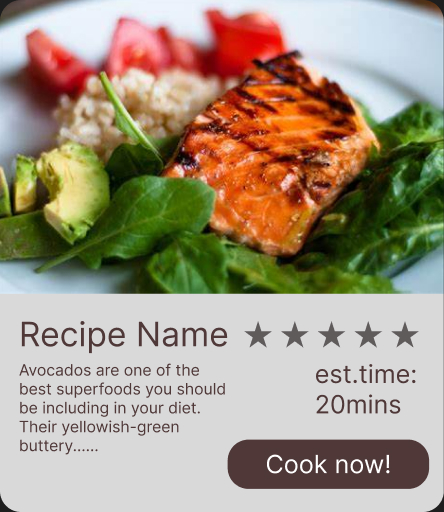 Recipe Name
Avocados are one of the
best superfoods you should
be including in your diet.
Their yellowish-green
buttery......
est.time:
20mins
Cook now!